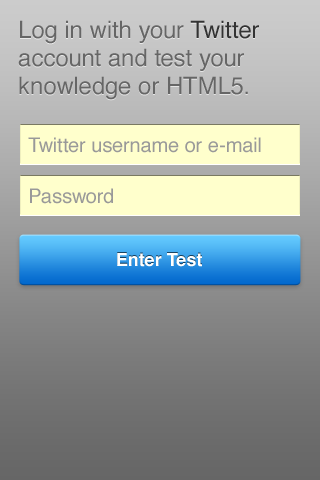 Log in with your Twitter
account and test your
knowledge or HTML5.
Twitter username or e-mail
Password
Enter Test